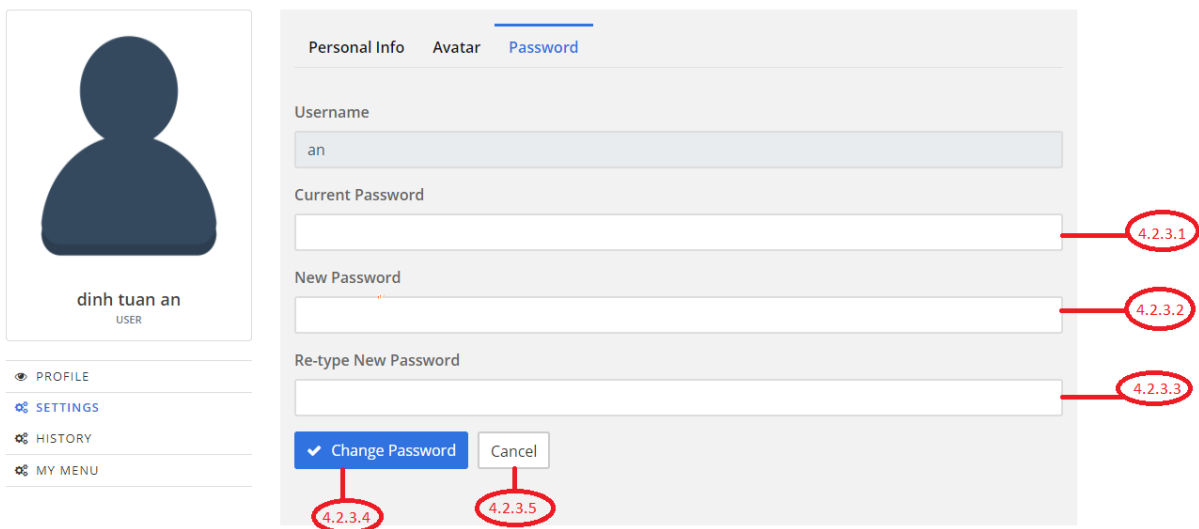 Personal Info Avatar Password
Username
an
Current Password
4.2.3.1
New Password
4.2.3.2
Re-type New Password
4.2.3.3
Change Password Cancel
4.2.3.4 4.2.3.5
dinh tuan an
USER
PROFILE
SETTINGS
HISTORY
MY MENU